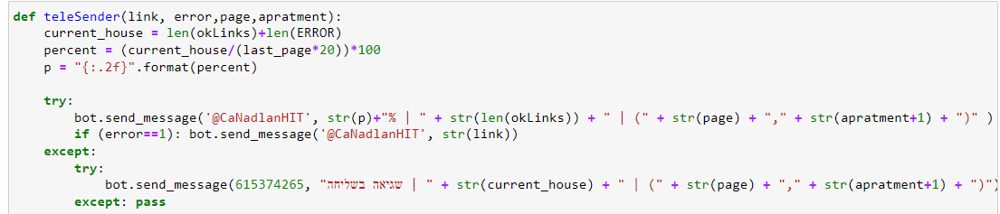 def teleSender(link, error,page,apratment):
    current_house = len(okLinks)+len(ERROR)
    percent = (current_house/(last_page*20))*100
    p = "{:.2f}".format(percent)

    try:
        bot.send_message('@CaNadlanHIT', str(p)+"% | " + str(len(okLinks)) + " | (" + str(page) + "," + str(apratment+1) + ")" )
        if (error==1): bot.send_message('@CaNadlanHIT', str(link))
    except:
        try:
            bot.send_message(615374265, "שגיאה בשליחה | " + str(current_house) + " | (" + str(page) + "," + str(apratment+1) + ")")
        except: pass